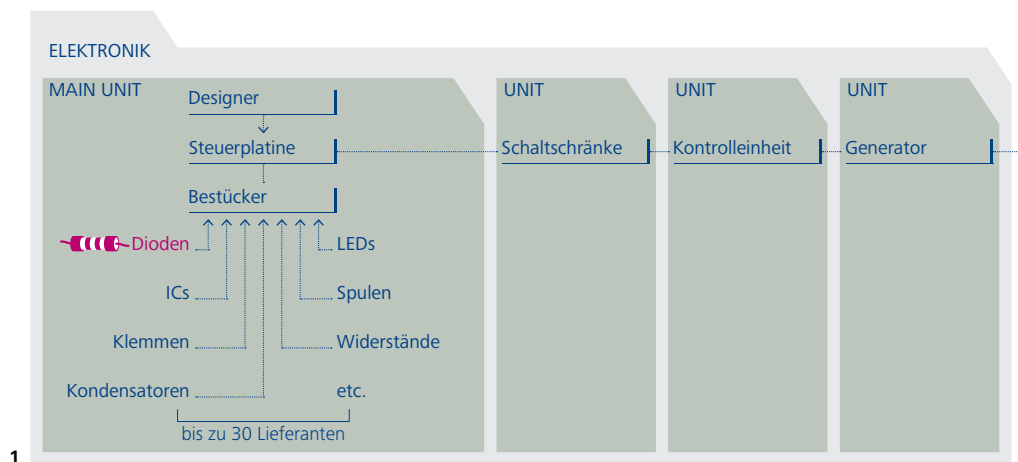 ELEKTRONIK
MAIN UNIT
Designer
Steuerplatine
Bestücker
Dioden
LEDs
ICs
Spulen
Klemmen
Widerstände
Kondensatoren
etc.
bis zu 30 Lieferanten
UNIT
Schaltschränke
UNIT
Kontrolleinheit
UNIT
Generator
1